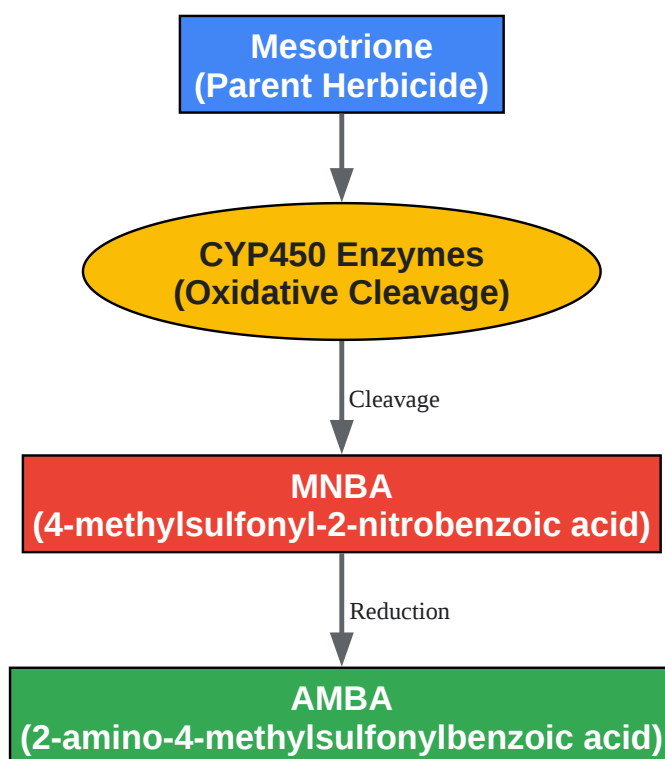 Mesotrione
(Parent Herbicide)
CYP450 Enzymes
(Oxidative Cleavage)
Cleavage
MNBA
(4-methylsulfonyl-2-nitrobenzoic acid)
Reduction
AMBA
(2-amino-4-methylsulfonylbenzoic acid)